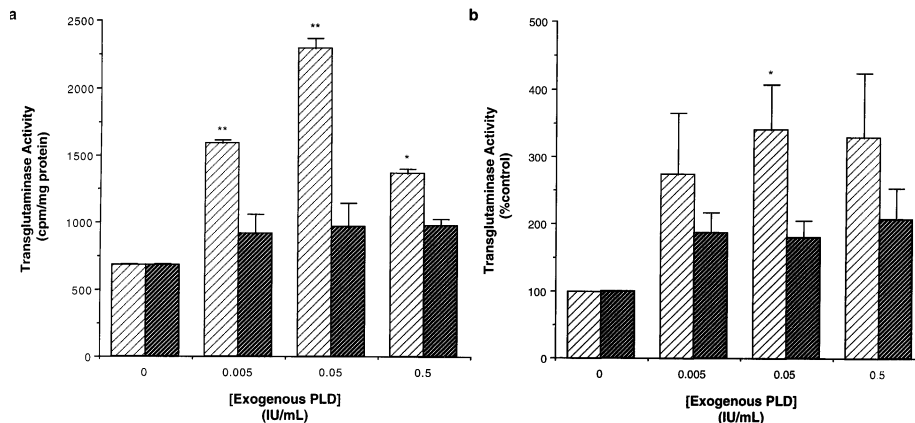 a
2500
2000
1500
1000
500
0
Transglutaminase Activity
(cpm/mg protein)
**
**
*
0 0.005 0.05 0.5
[Exogenous PLD]
(IU/mL)
b
500
400
300
200
100
0
Transglutaminase Activity
(%control)
*
0 0.005 0.05 0.5
[Exogenous PLD]
(IU/mL)